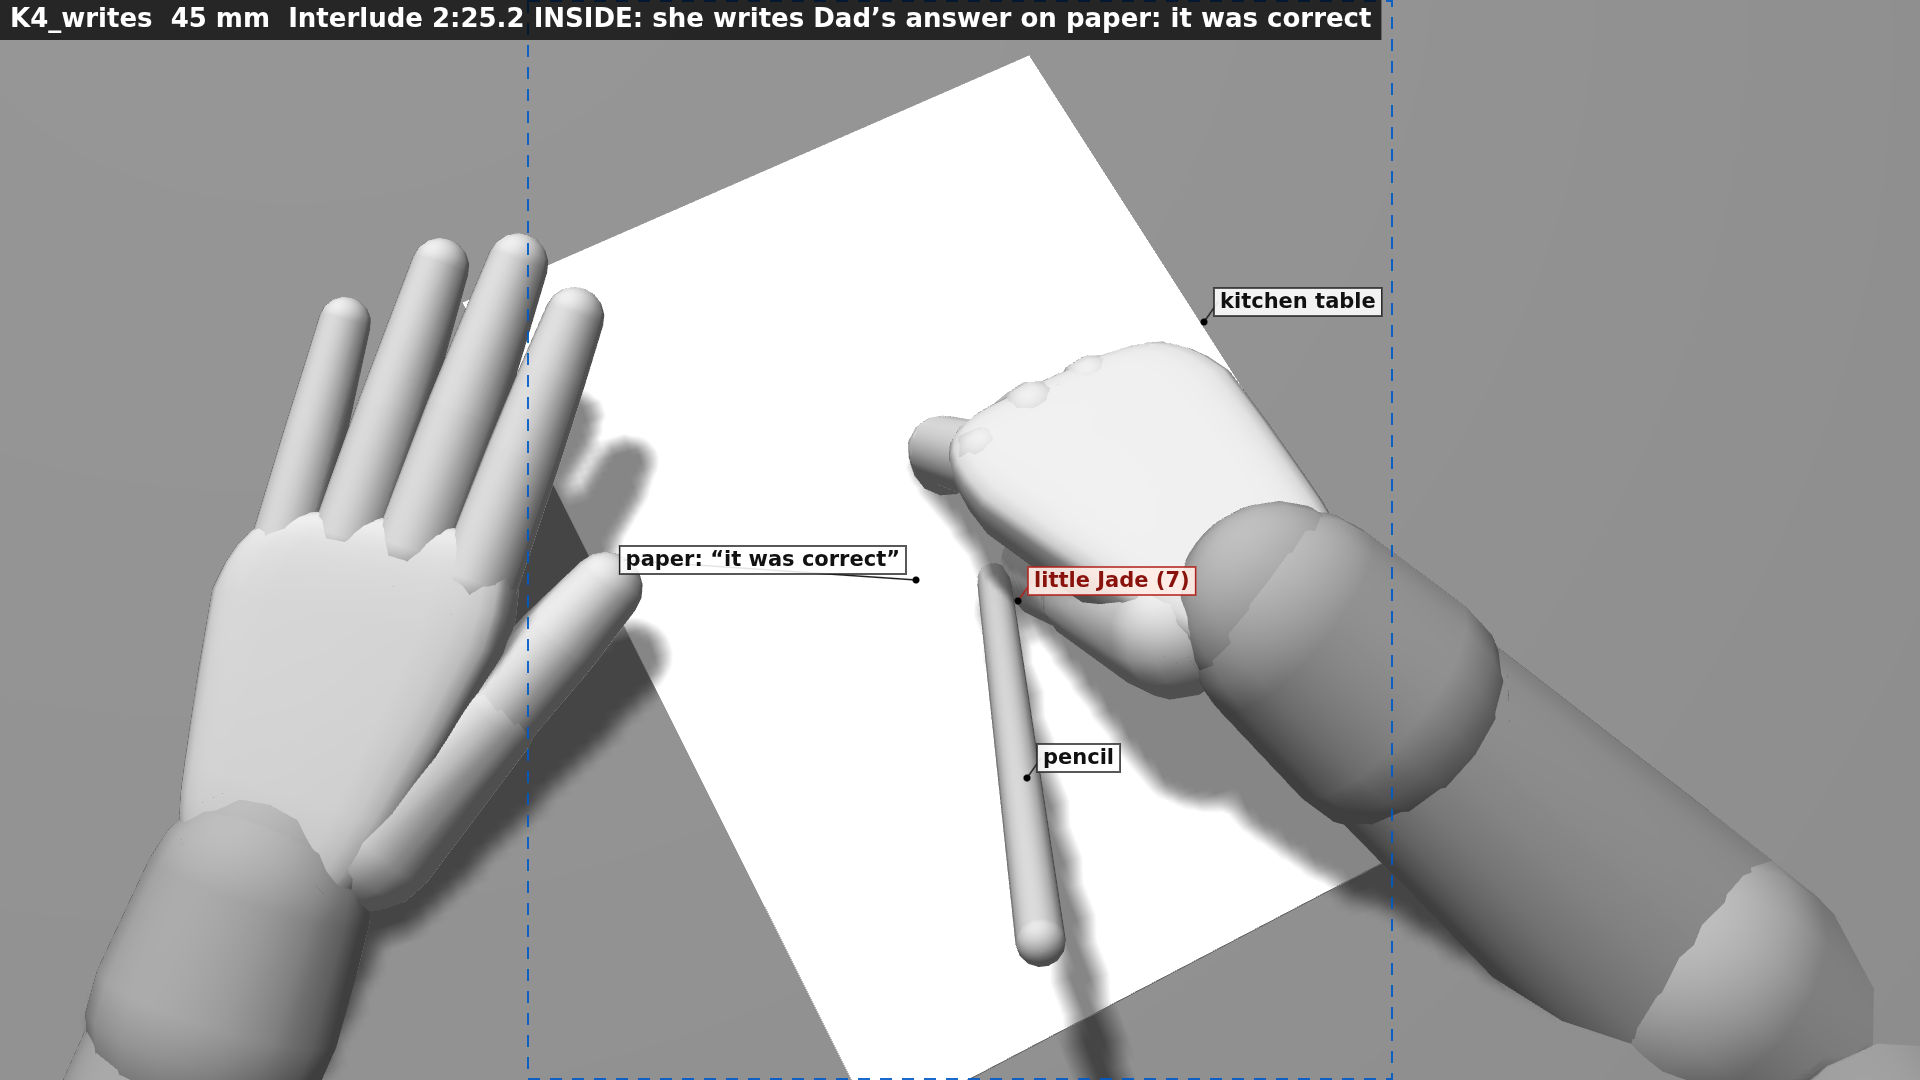 K4_writes 45 mm Interlude 2:25.2 INSIDE: she writes Dad’s answer on paper: it was correct
kitchen table
paper: “it was correct”
little Jade (7)
pencil